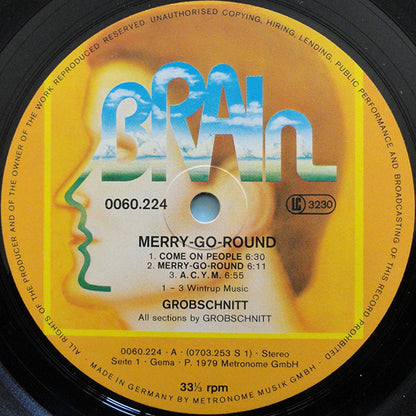 ALL RIGHTS OF THE PRODUCER AND OF THE OWNER OF THE WORK REPRODUCED RESERVED UNAUTHORISED COPYING, HIRING, LENDING, PUBLIC PERFORMANCE AND BROADCASTING OF THIS RECORD PROHIBITED
BRAIn
0060.224
LC 3230
MERRY-GO-ROUND
1. COME ON PEOPLE 6:30
2. MERRY-GO-ROUND 6:11
3. A.C.Y.M. 6:55
1 – 3 Wintrup Music
GROBSCHNITT
All sections by GROBSCHNITT
0060.224 - A · (0703.253 S 1) · Stereo
Seite 1 · Gema · P 1979 Metronome GmbH
33⅓ rpm
MADE IN GERMANY BY METRONOME MUSIK GMBH